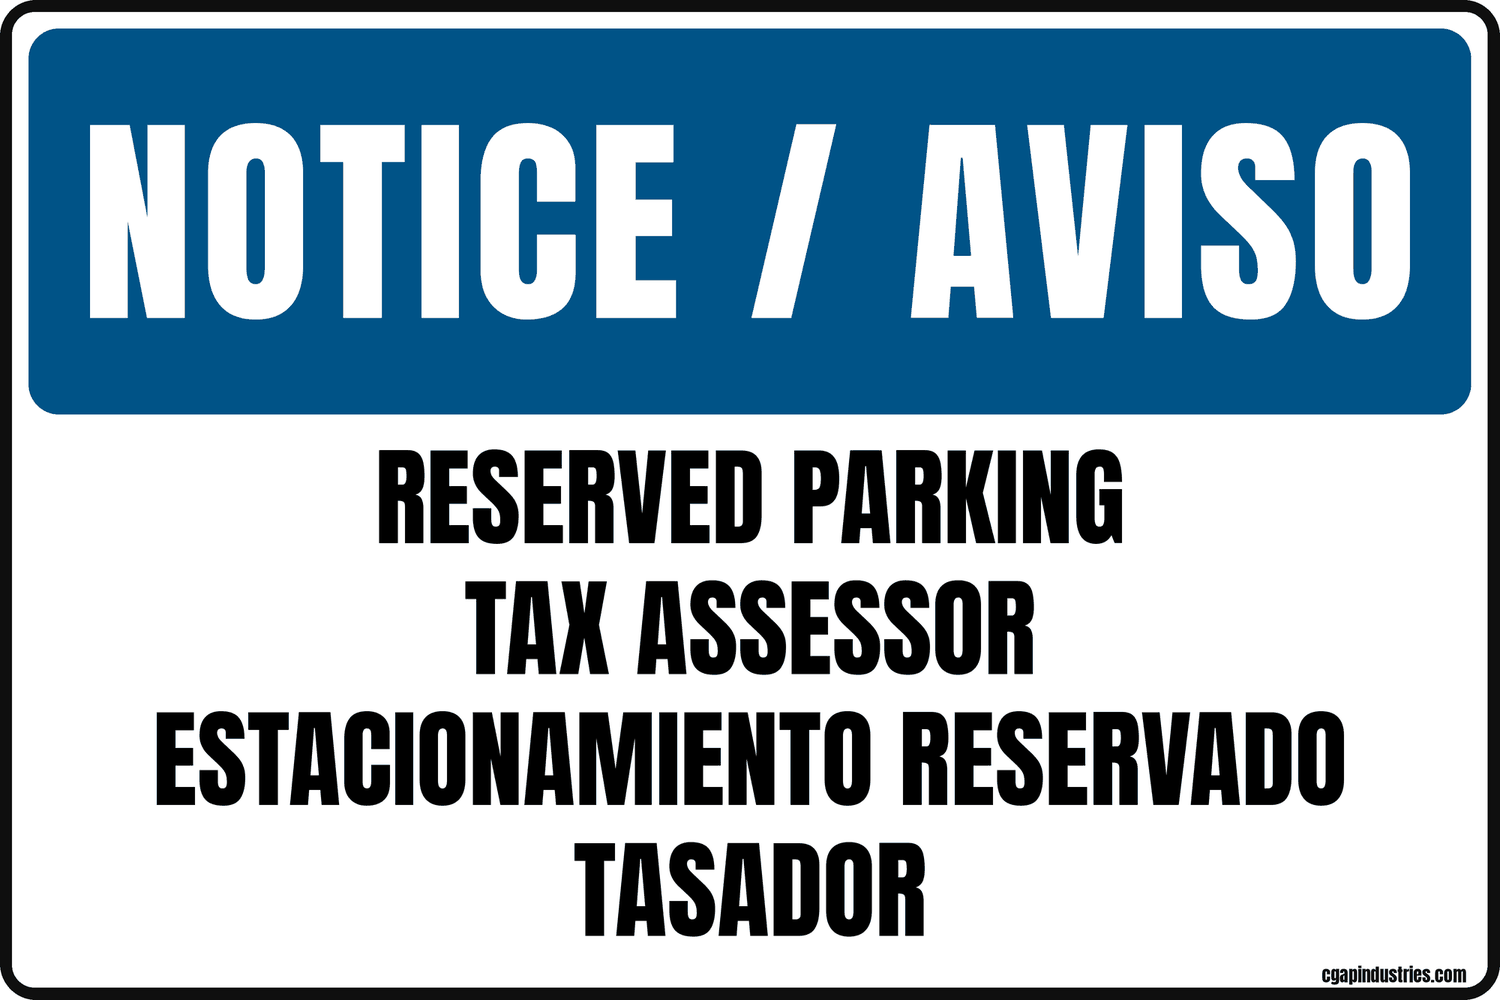 NOTICE / AVISO
RESERVED PARKING
TAX ASSESSOR
ESTACIONAMIENTO RESERVADO
TASADOR
cgapindustries.com